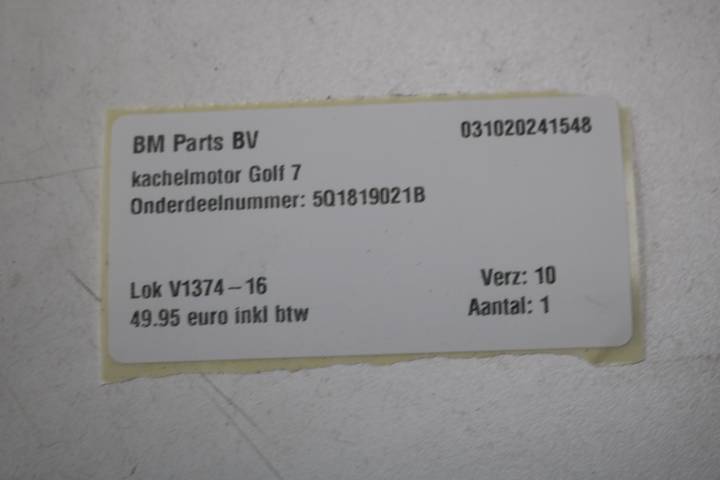 BM Parts BV
031020241548
kachelmotor Golf 7
Onderdeelnummer: 5Q1819021B
Lok V1374-16
Verz: 10
49.95 euro inkl btw
Aantal: 1